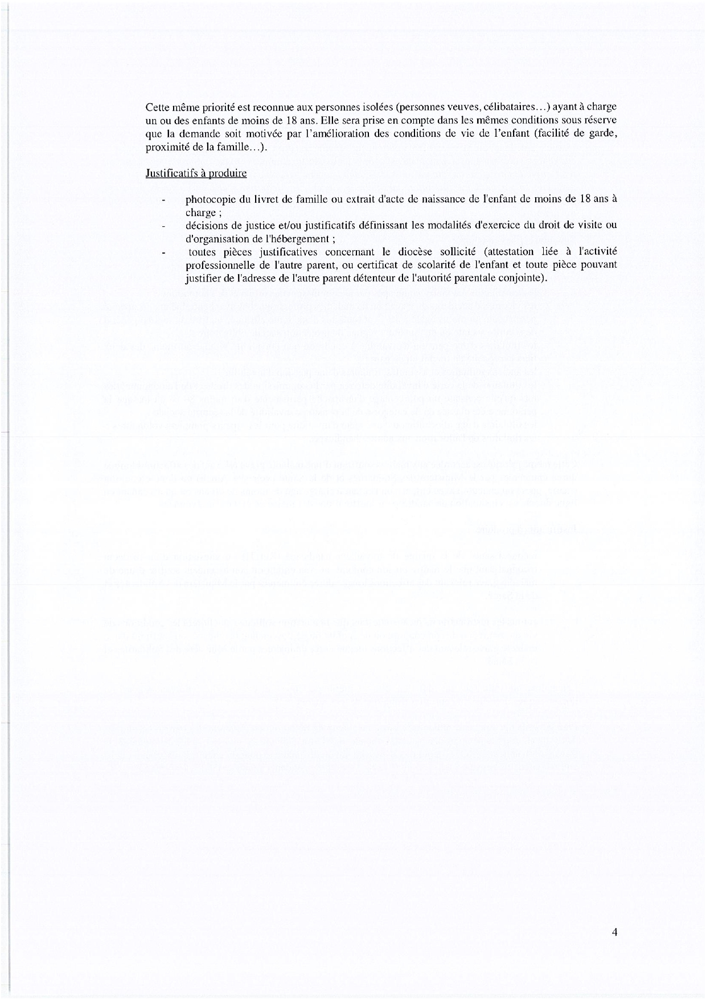 Cette même priorité est reconnue aux personnes isolées (personnes veuves, célibataires…) ayant à charge
un ou des enfants de moins de 18 ans. Elle sera prise en compte dans les mêmes conditions sous réserve
que la demande soit motivée par l'amélioration des conditions de vie de l'enfant (facilité de garde,
proximité de la famille…).
Justificatifs à produire
- photocopie du livret de famille ou extrait d'acte de naissance de l'enfant de moins de 18 ans à
charge ;
- décisions de justice et/ou justificatifs définissant les modalités d'exercice du droit de visite ou
d'organisation de l'hébergement ;
- toutes pièces justificatives concernant le diocèse sollicité (attestation liée à l'activité
professionnelle de l'autre parent, ou certificat de scolarité de l'enfant et toute pièce pouvant
justifier de l'adresse de l'autre parent détenteur de l'autorité parentale conjointe).
4